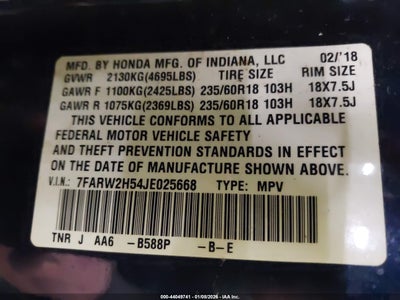 MFD. BY HONDA MFG. OF INDIANA, LLC 02/'18
GVWR 2130KG(4695LBS) TIRE SIZE RIM SIZE
GAWR F 1100KG(2425LBS) 235/60R18 103H 18X7.5J
GAWR R 1075KG(2369LBS) 235/60R18 103H 18X7.5J
THIS VEHICLE CONFORMS TO ALL APPLICABLE
FEDERAL MOTOR VEHICLE SAFETY
AND THEFT PREVENTION STANDARDS IN EFFECT
ON THE DATE OF MANUFACTURE SHOWN ABOVE.
V.I.N.: 7FARW2H54JE025668 TYPE: MPV
TNR J AA6 -B588P -B-E
000-44049741 - 01/09/2026 - IAA Inc.